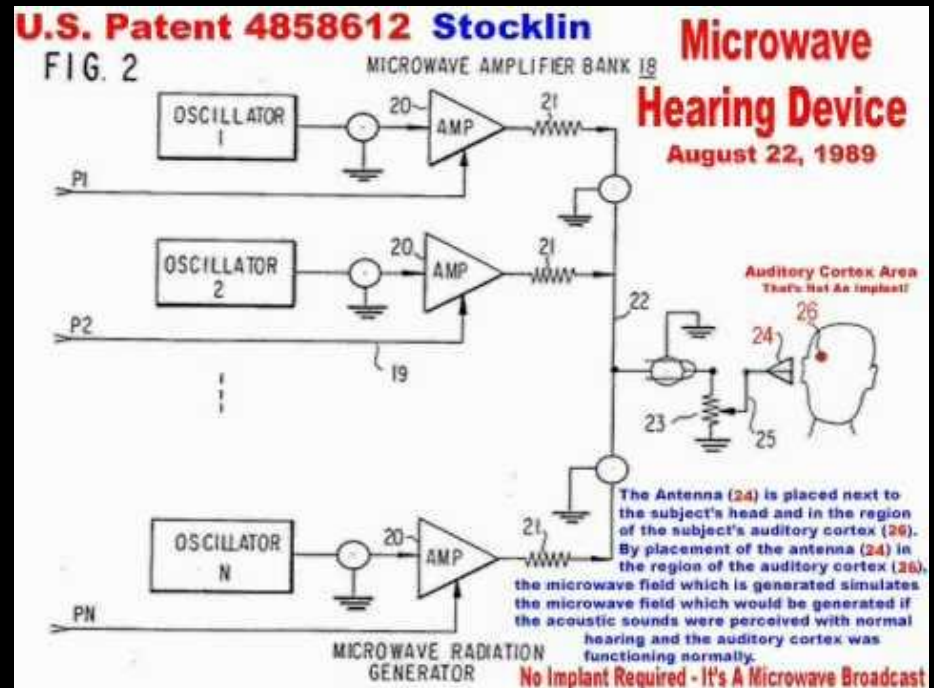 U.S. Patent 4858612 Stocklin
Microwave
Hearing Device
August 22, 1989
FIG. 2
MICROWAVE AMPLIFIER BANK 18
OSCILLATOR
1
20
AMP
21
P1
OSCILLATOR
2
20
AMP
21
P2
19
22
Auditory Cortex Area
That's Not An Implant!
26
24
23
25
OSCILLATOR
N
20
AMP
21
PN
MICROWAVE RADIATION
GENERATOR
The Antenna (24) is placed next to
the subject's head and in the region
of the subject's auditory cortex (26).
By placement of the antenna (24) in
the region of the auditory cortex (26),
the microwave field which is generated simulates
the microwave field which would be generated if
the acoustic sounds were perceived with normal
hearing and the auditory cortex was
functioning normally.
No Implant Required - It's A Microwave Broadcast